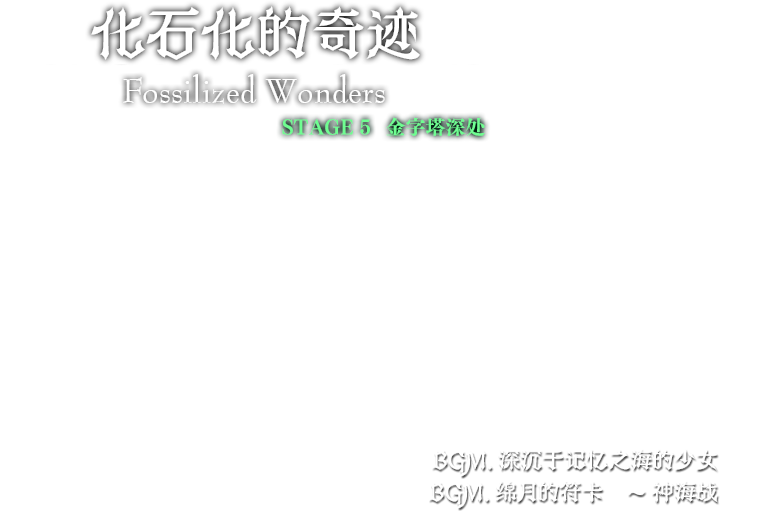 化石化的奇迹
Fossilized Wonders
STAGE 5 金字塔深处
BGM. 深沉于记忆之海的少女
BGM. 绵月的符卡 ～ 神海战